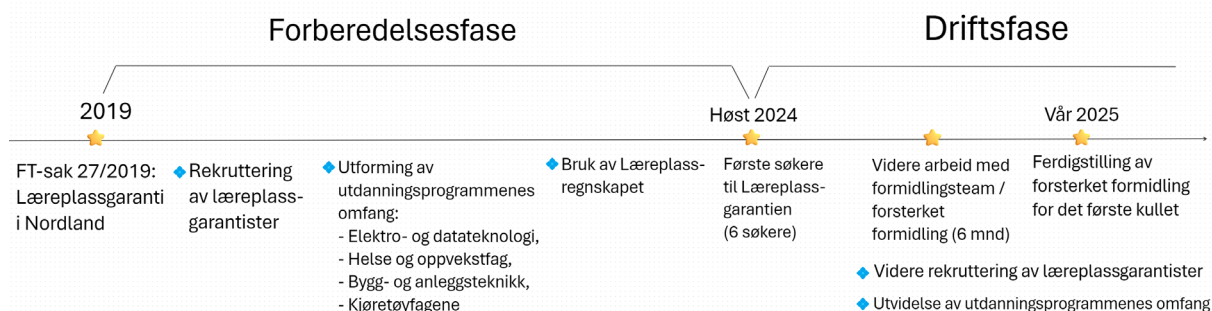 Forberedelsesfase
Driftsfase
2019
Høst 2024
Vår 2025
FT-sak 27/2019:
Læreplassgaranti
i Nordland
Rekruttering
av læreplass-
garantister
Utforming av
utdanningsprogrammenes
omfang:
- Elektro- og datateknologi,
- Helse og oppvekstfag,
- Bygg- og anleggsteknikk,
- Kjøretøyfagene
Bruk av Læreplass-
regnskapet
Første søkere
til Læreplass-
garantien
(6 søkere)
Videre arbeid med
formidlingsteam /
forsterket
formidling (6 mnd)
Ferdigstilling av
forsterket formidling
for det første kullet
Videre rekruttering av læreplassgarantister
Utvidelse av utdanningsprogrammenes omfang